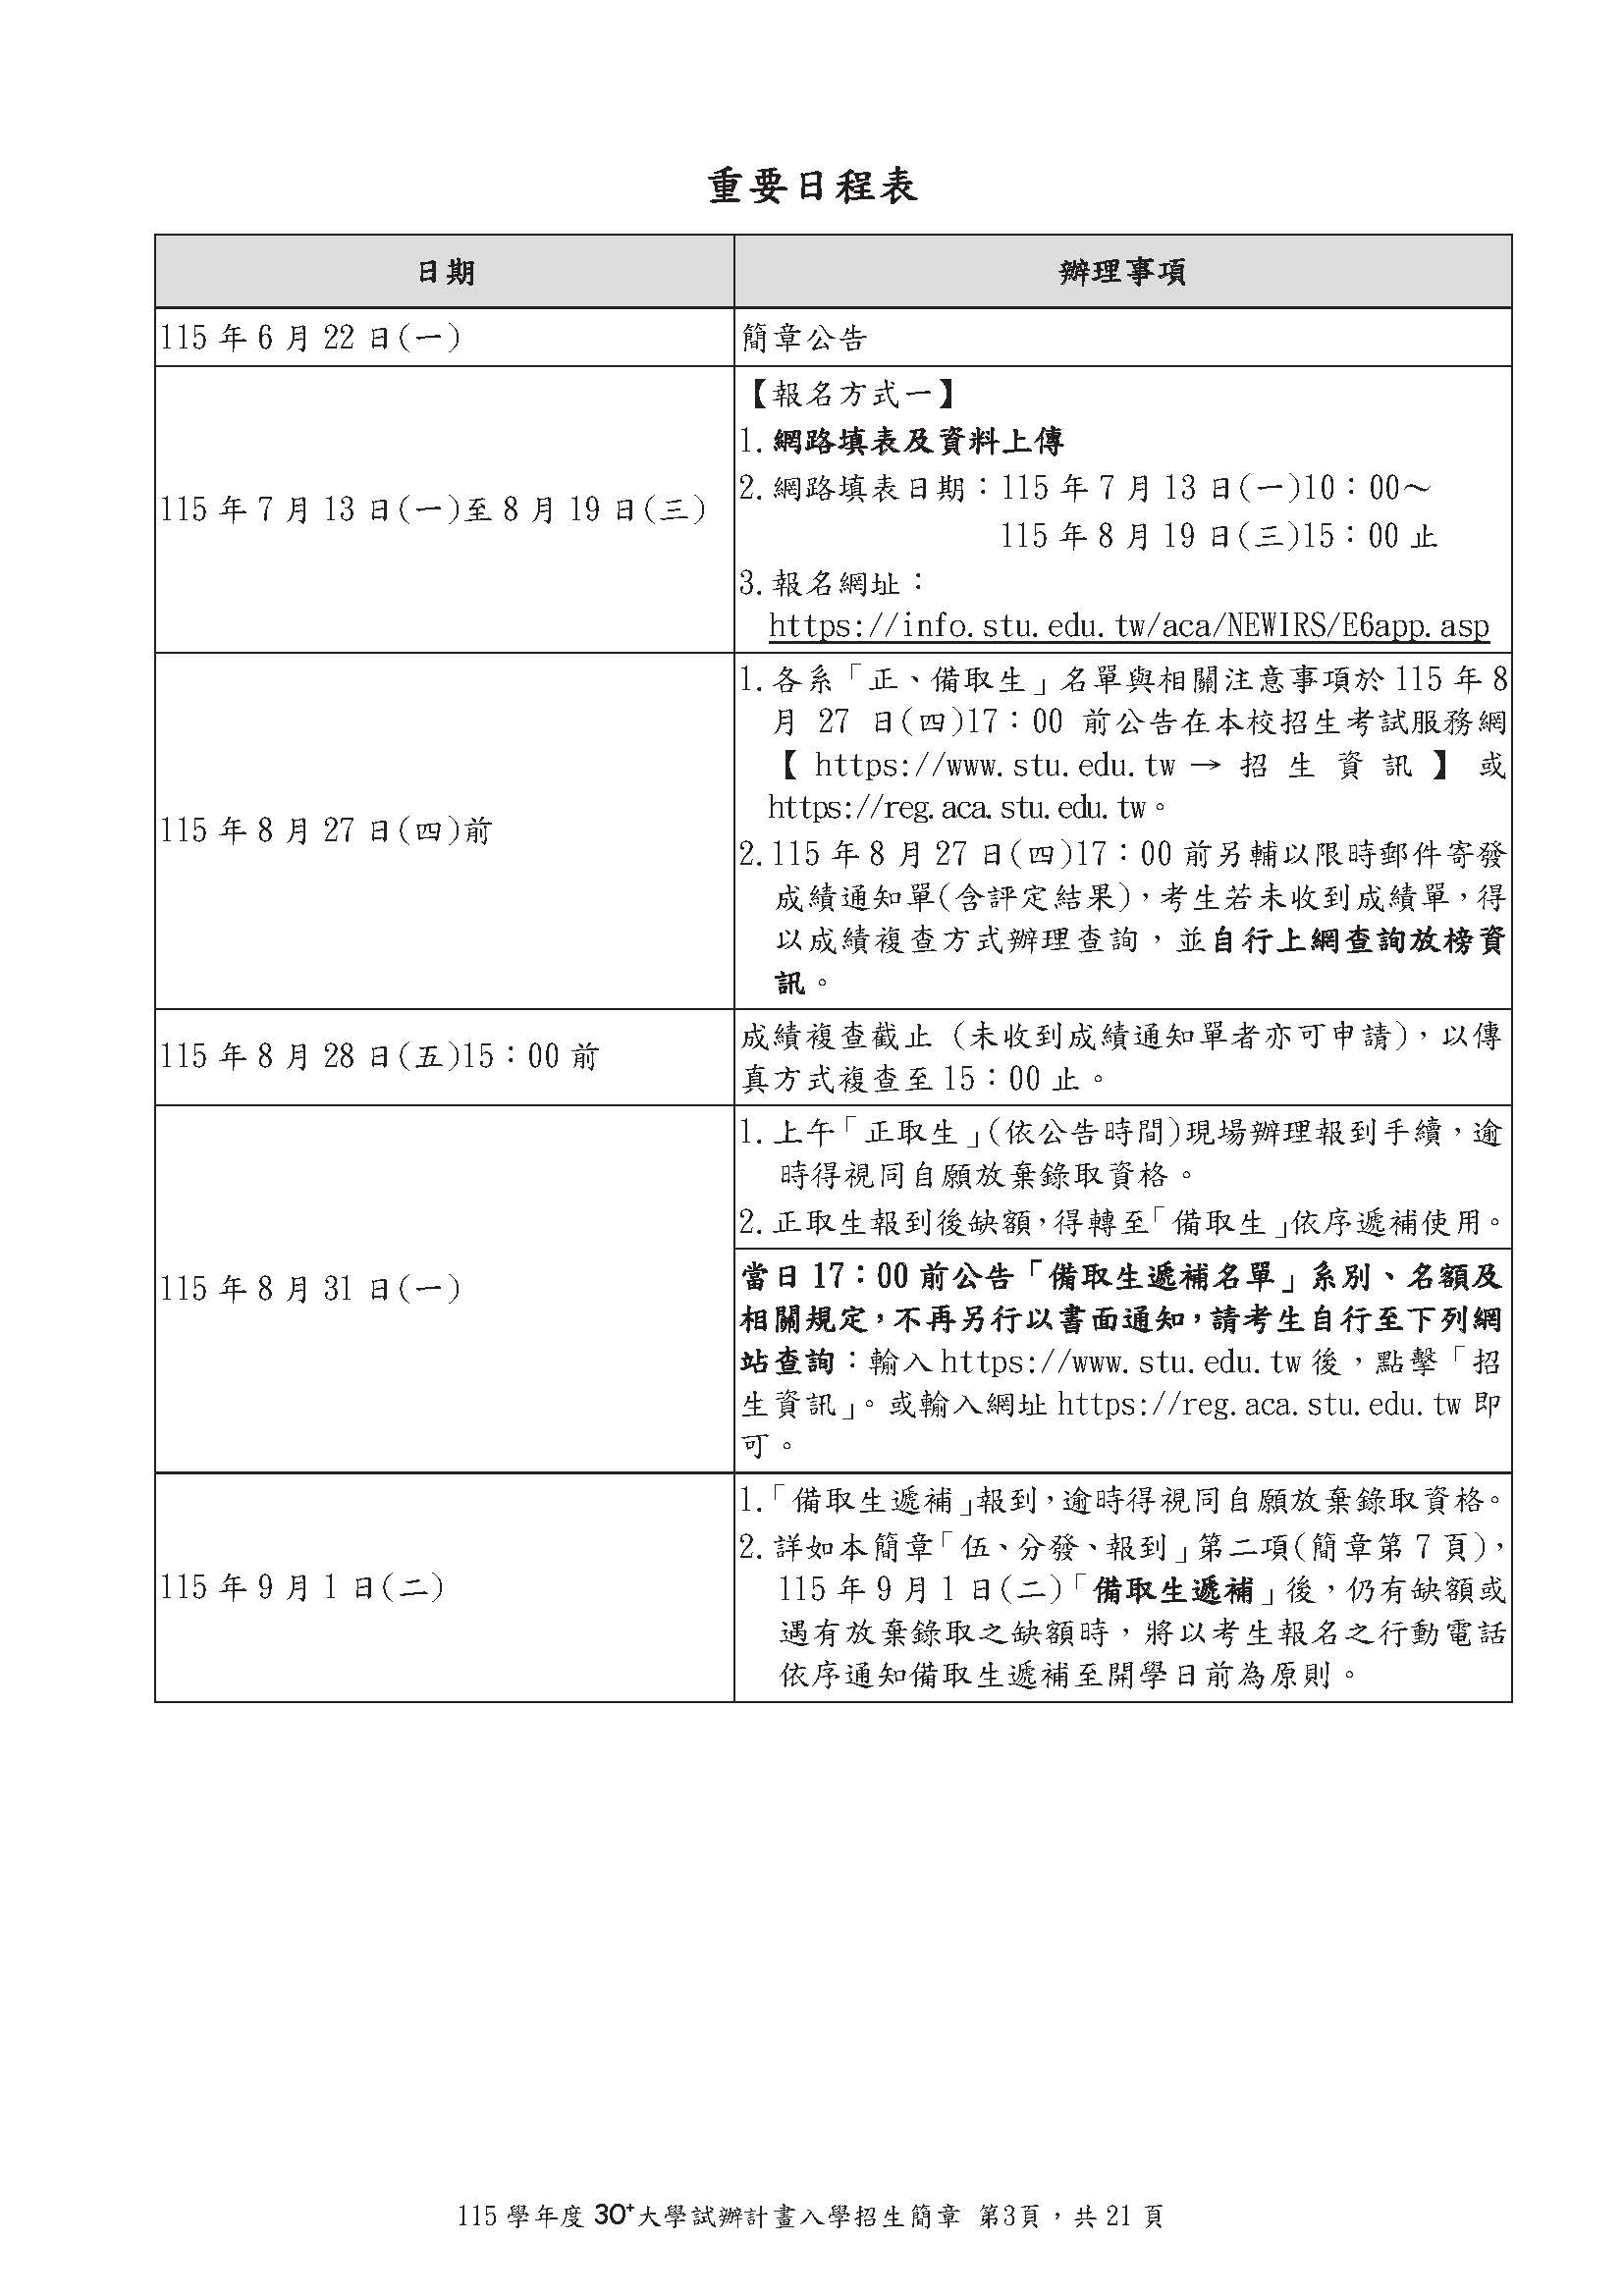 重要日程表
日期
辦理事項
115 年 6 月 22 日(一)
簡章公告
115 年 7 月 13 日(一)至 8 月 19 日(三)
【報名方式一】
1.網路填表及資料上傳
2.網路填表日期：115 年 7 月 13 日(一)10：00～
115 年 8 月 19 日(三)15：00 止
3.報名網址：
https://info.stu.edu.tw/aca/NEWIRS/E6app.asp
115 年 8 月 27 日(四)前
1.各系「正、備取生」名單與相關注意事項於 115 年 8
月 27 日(四)17：00 前公告在本校招生考試服務網
【 https://www.stu.edu.tw → 招 生 資 訊 】 或
https://reg.aca.stu.edu.tw。
2.115 年 8 月 27 日(四)17：00 前另輔以限時郵件寄發
成績通知單(含評定結果)，考生若未收到成績單，得
以成績複查方式辦理查詢，並自行上網查詢放榜資
訊。
115 年 8 月 28 日(五)15：00 前
成績複查截止 (未收到成績通知單者亦可申請)，以傳
真方式複查至 15：00 止。
115 年 8 月 31 日(一)
1.上午「正取生」(依公告時間)現場辦理報到手續，逾
時得視同自願放棄錄取資格。
2.正取生報到後缺額，得轉至「備取生」依序遞補使用。
當日 17：00 前公告「備取生遞補名單」系別、名額及
相關規定，不再另行以書面通知，請考生自行至下列網
站查詢：輸入 https://www.stu.edu.tw 後，點擊「招
生資訊」。或輸入網址 https://reg.aca.stu.edu.tw 即
可。
115 年 9 月 1 日(二)
1.「備取生遞補」報到，逾時得視同自願放棄錄取資格。
2.詳如本簡章「伍、分發、報到」第二項(簡章第 7 頁)，
115 年 9 月 1 日(二)「備取生遞補」後，仍有缺額或
遇有放棄錄取之缺額時，將以考生報名之行動電話
依序通知備取生遞補至開學日前為原則。
115 學年度 30⁺大學試辦計畫入學招生簡章 第3頁，共 21 頁